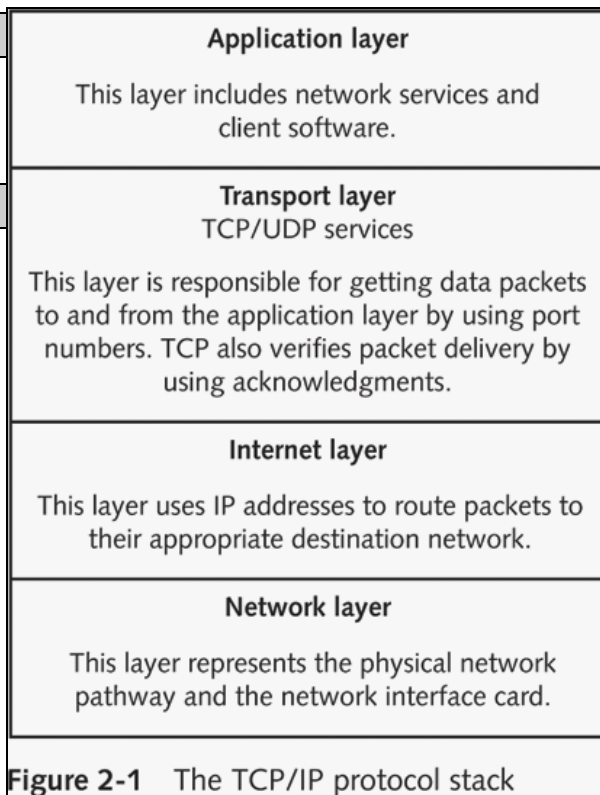 Application layer
This layer includes network services and
client software.
Transport layer
TCP/UDP services
This layer is responsible for getting data packets
to and from the application layer by using port
numbers. TCP also verifies packet delivery by
using acknowledgments.
Internet layer
This layer uses IP addresses to route packets to
their appropriate destination network.
Network layer
This layer represents the physical network
pathway and the network interface card.
Figure 2-1 The TCP/IP protocol stack